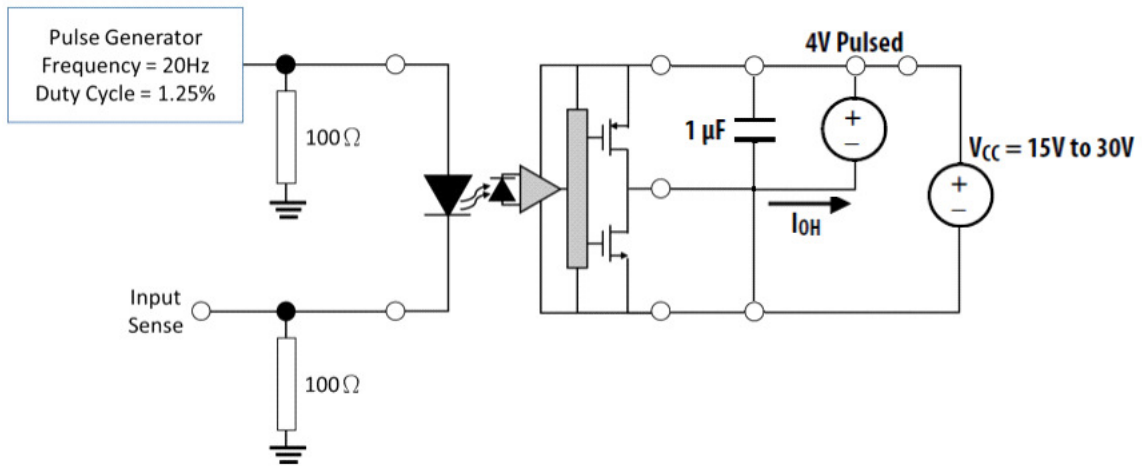 Pulse Generator
Frequency = 20Hz
Duty Cycle = 1.25%
100Ω
4V Pulsed
1 µF
+
−
VCC = 15V to 30V
+
−
IOH
Input
Sense
100Ω